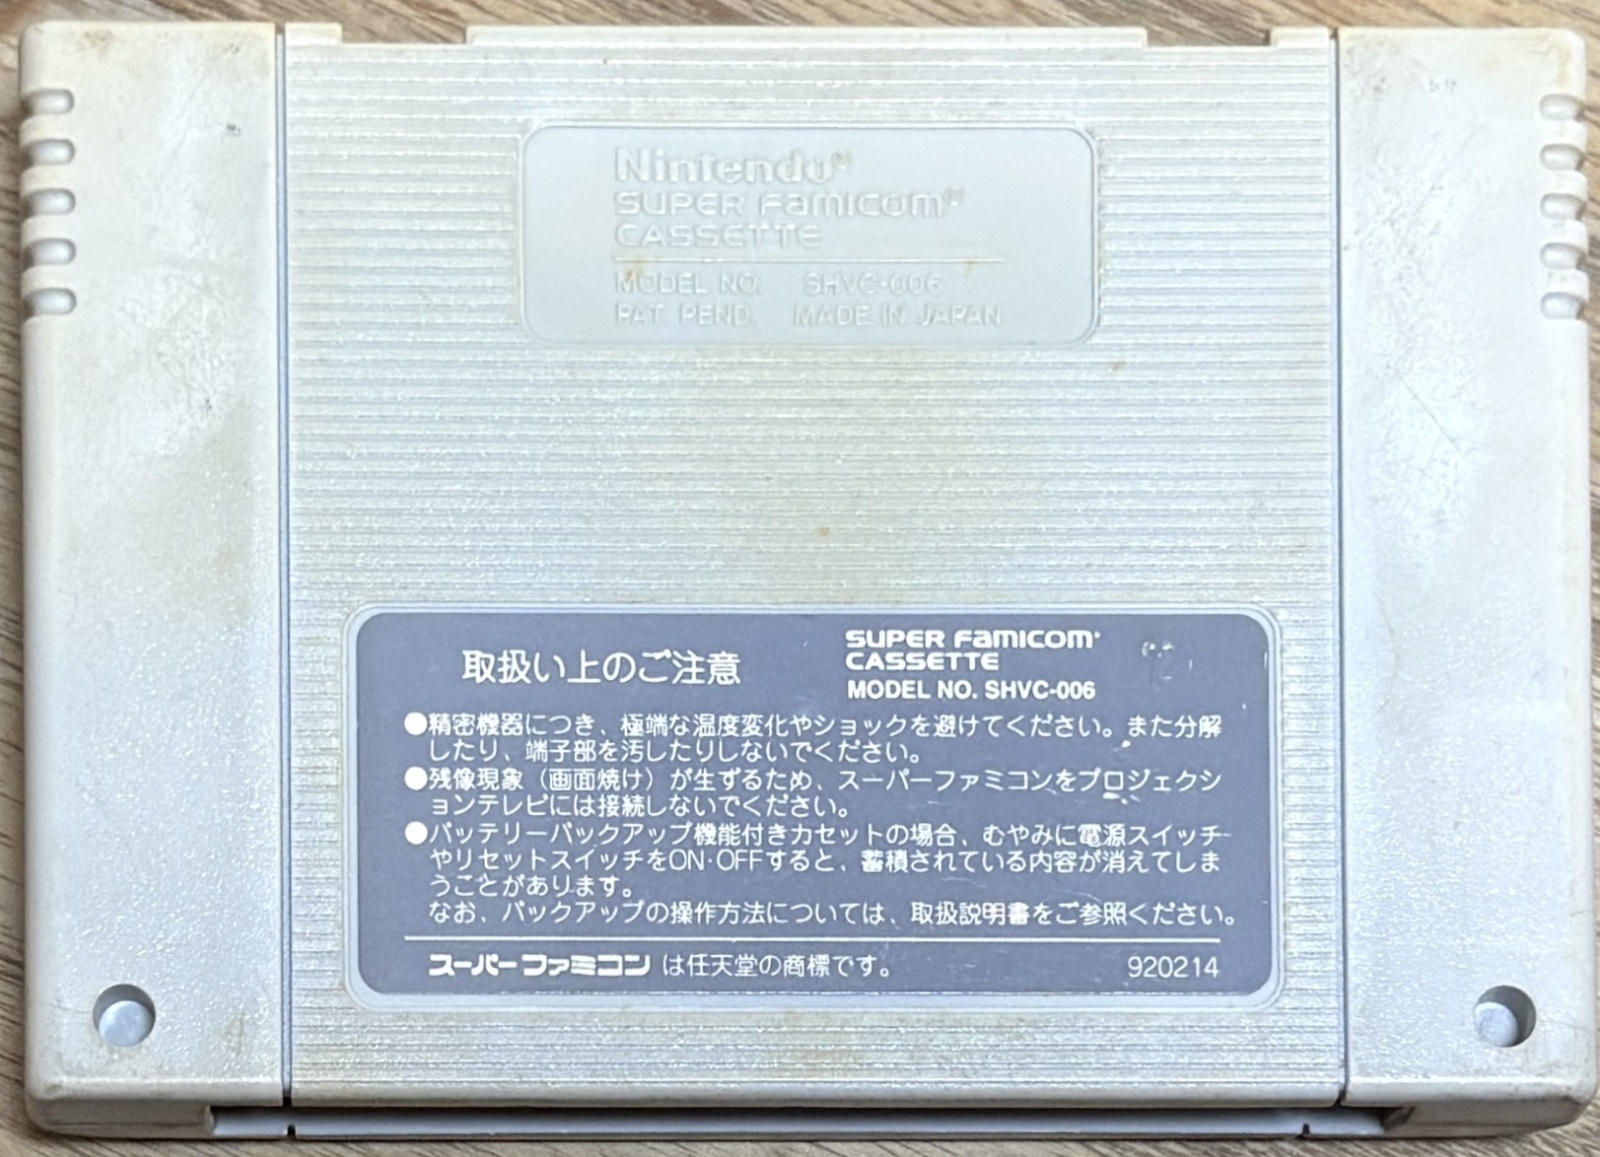 Nintendo
SUPER FAMICOM
CASSETTE
MODEL NO. SHVC-006
PAT. PEND. MADE IN JAPAN
取扱い上のご注意
SUPER FAMICOM
CASSETTE
MODEL NO. SHVC-006
●精密機器につき、極端な温度変化やショックを避けてください。また分解
したり、端子部を汚したりしないでください。
●残像現象（画面焼け）が生ずるため、スーパーファミコンをプロジェクシ
ョンテレビには接続しないでください。
●バッテリーバックアップ機能付きカセットの場合、むやみに電源スイッチ
やリセットスイッチをON・OFFすると、蓄積されている内容が消えてしま
うことがあります。
なお、バックアップの操作方法については、取扱説明書をご参照ください。
スーパーファミコンは任天堂の商標です。
920214